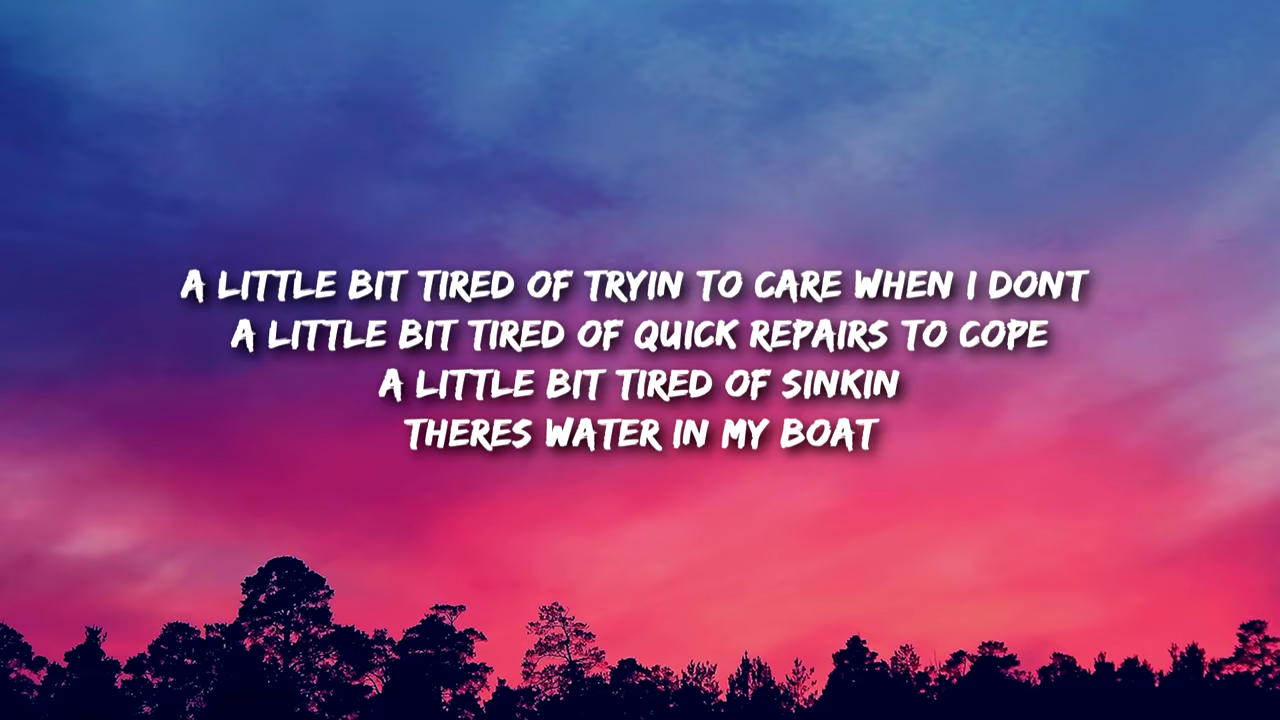 A LITTLE BIT TIRED OF TRYIN TO CARE WHEN I DONT
A LITTLE BIT TIRED OF QUICK REPAIRS TO COPE
A LITTLE BIT TIRED OF SINKIN
THERES WATER IN MY BOAT